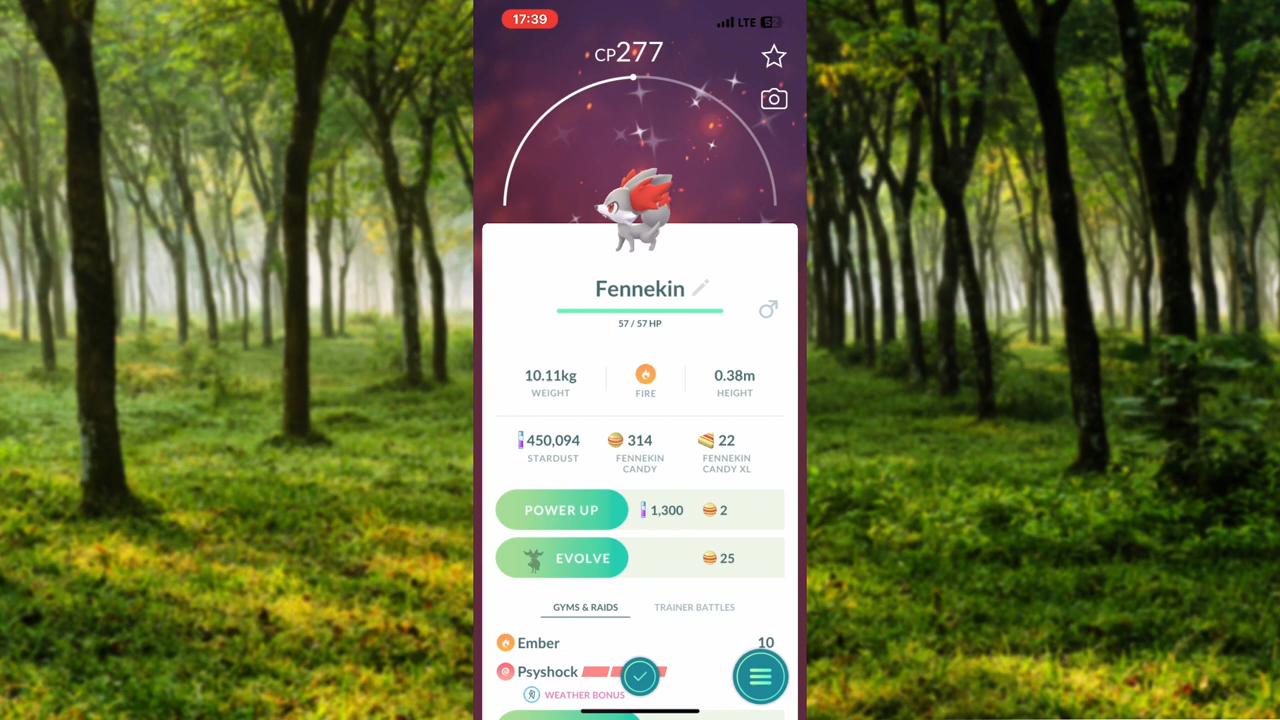 17:39
LTE 62
CP277
Fennekin
57 / 57 HP
10.11kg
WEIGHT
FIRE
0.38m
HEIGHT
450,094
STARDUST
314
FENNEKIN
CANDY
22
FENNEKIN
CANDY XL
POWER UP 1,300 2
EVOLVE 25
GYMS & RAIDS TRAINER BATTLES
Ember 10
Psyshock
WEATHER BONUS